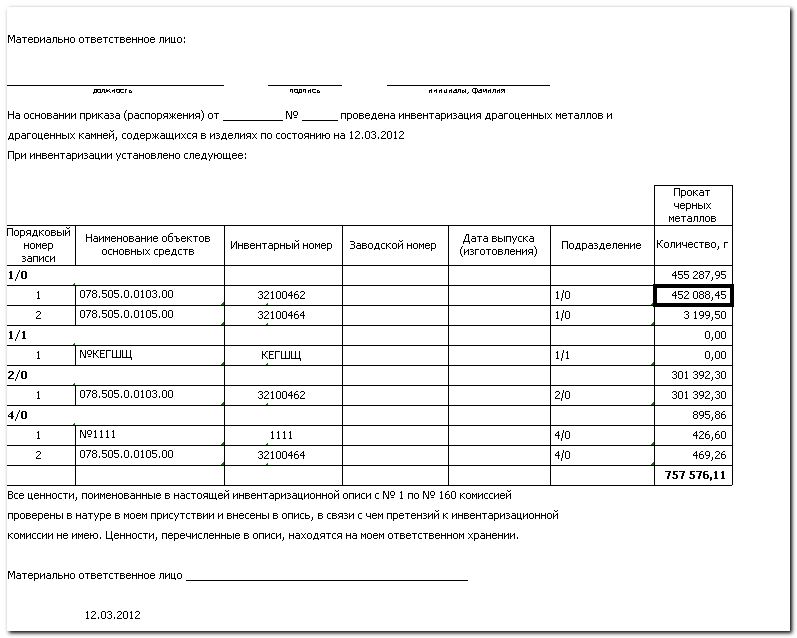 Материально ответственное лицо:
должность подпись инициалы, фамилия
На основании приказа (распоряжения) от __________ № ______ проведена инвентаризация драгоценных металлов и
драгоценных камней, содержащихся в изделиях по состоянию на 12.03.2012
При инвентаризации установлено следующее:
Прокат
черных
металлов
Порядковый номер записи Наименование объектов основных средств Инвентарный номер Заводской номер Дата выпуска (изготовления) Подразделение Количество, г
1/0 455 287,95
1 078.505.0.0103.00 32100462 1/0 452 088,45
2 078.505.0.0105.00 32100464 1/0 3 199,50
1/1 0,00
1 №КЕГШЩ КЕГШЩ 1/1 0,00
2/0 301 392,30
1 078.505.0.0103.00 32100462 2/0 301 392,30
4/0 895,86
1 №1111 1111 4/0 426,60
2 078.505.0.0105.00 32100464 4/0 469,26
757 576,11
Все ценности, поименованные в настоящей инвентаризационной описи с № 1 по № 160 комиссией
проверены в натуре в моем присутствии и внесены в опись, в связи с чем претензий к инвентаризационной
комиссии не имею. Ценности, перечисленные в описи, находятся на моем ответственном хранении.
Материально ответственное лицо
12.03.2012